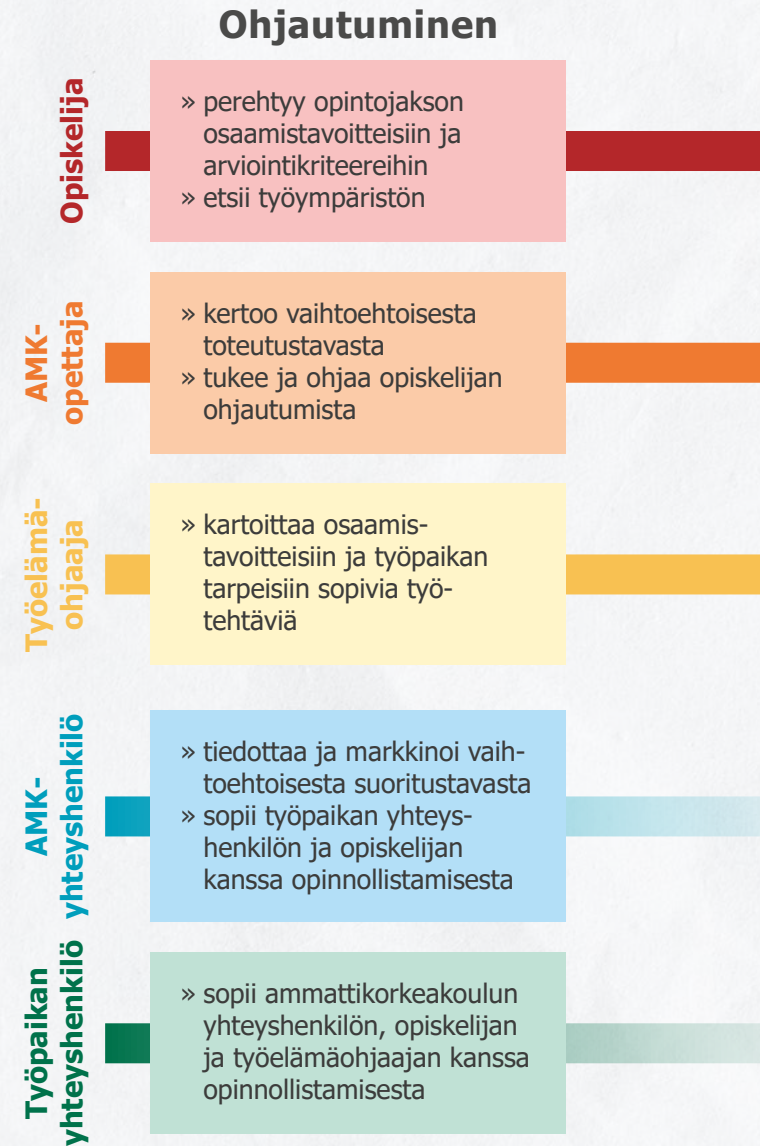 Ohjautuminen
Opiskelija
» perehtyy opintojakson
osaamistavoitteisiin ja
arviointikriteereihin
» etsii työympäristön
AMK-
opettaja
» kertoo vaihtoehtoisesta
toteutustavasta
» tukee ja ohjaa opiskelijan
ohjautumista
Työelämä-
ohjaaja
» kartoittaa osaamis-
tavoitteisiin ja työpaikan
tarpeisiin sopivia työ-
tehtäviä
AMK-
yhteyshenkilö
» tiedottaa ja markkinoi vaih-
toehtoisesta suoritustavasta
» sopii työpaikan yhteys-
henkilön ja opiskelijan
kanssa opinnollistamisesta
Työpaikan
yhteyshenkilö
» sopii ammattikorkeakoulun
yhteyshenkilön, opiskelijan
ja työelämäohjaajan kanssa
opinnollistamisesta